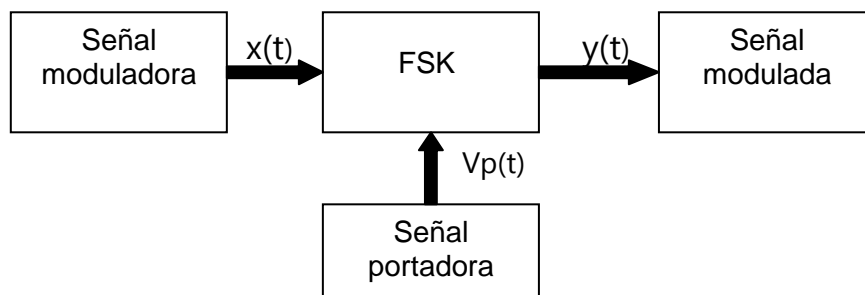 Señal
moduladora
x(t)
FSK
y(t)
Señal
modulada
Vp(t)
Señal
portadora